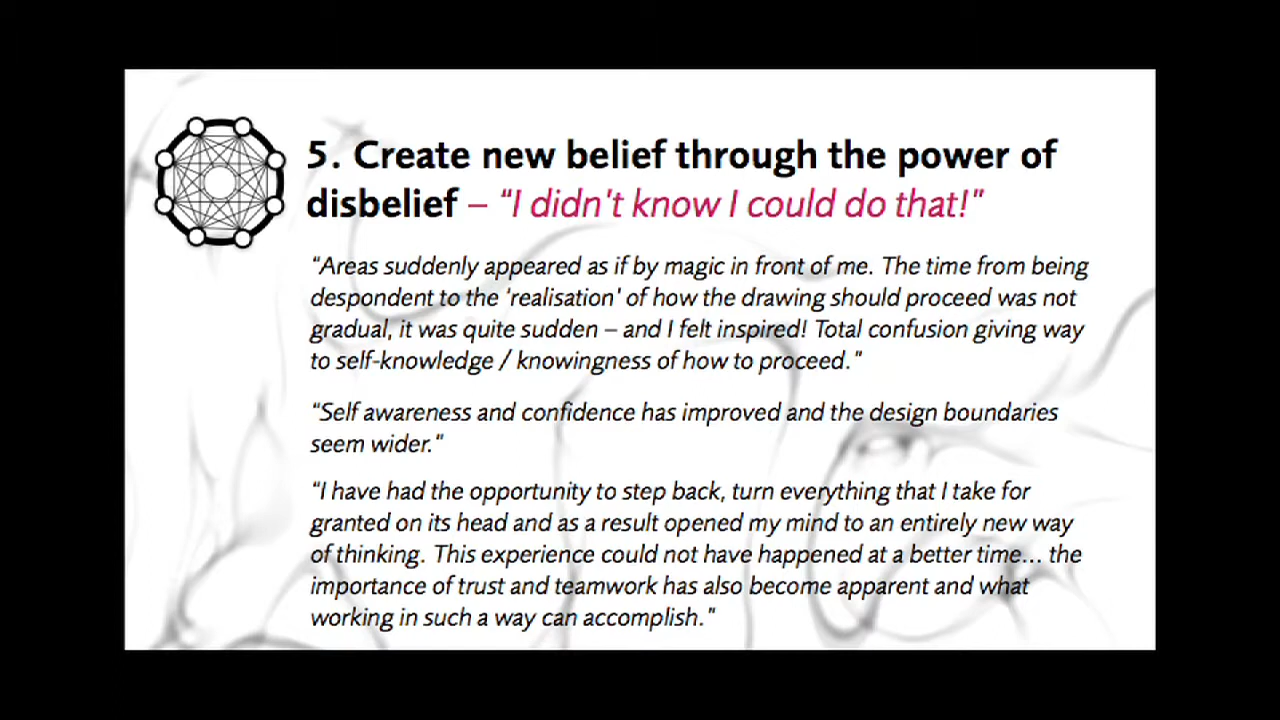 5. Create new belief through the power of
disbelief – "I didn't know I could do that!"
"Areas suddenly appeared as if by magic in front of me. The time from being
despondent to the 'realisation' of how the drawing should proceed was not
gradual, it was quite sudden – and I felt inspired! Total confusion giving way
to self-knowledge / knowingness of how to proceed."
"Self awareness and confidence has improved and the design boundaries
seem wider."
"I have had the opportunity to step back, turn everything that I take for
granted on its head and as a result opened my mind to an entirely new way
of thinking. This experience could not have happened at a better time... the
importance of trust and teamwork has also become apparent and what
working in such a way can accomplish."